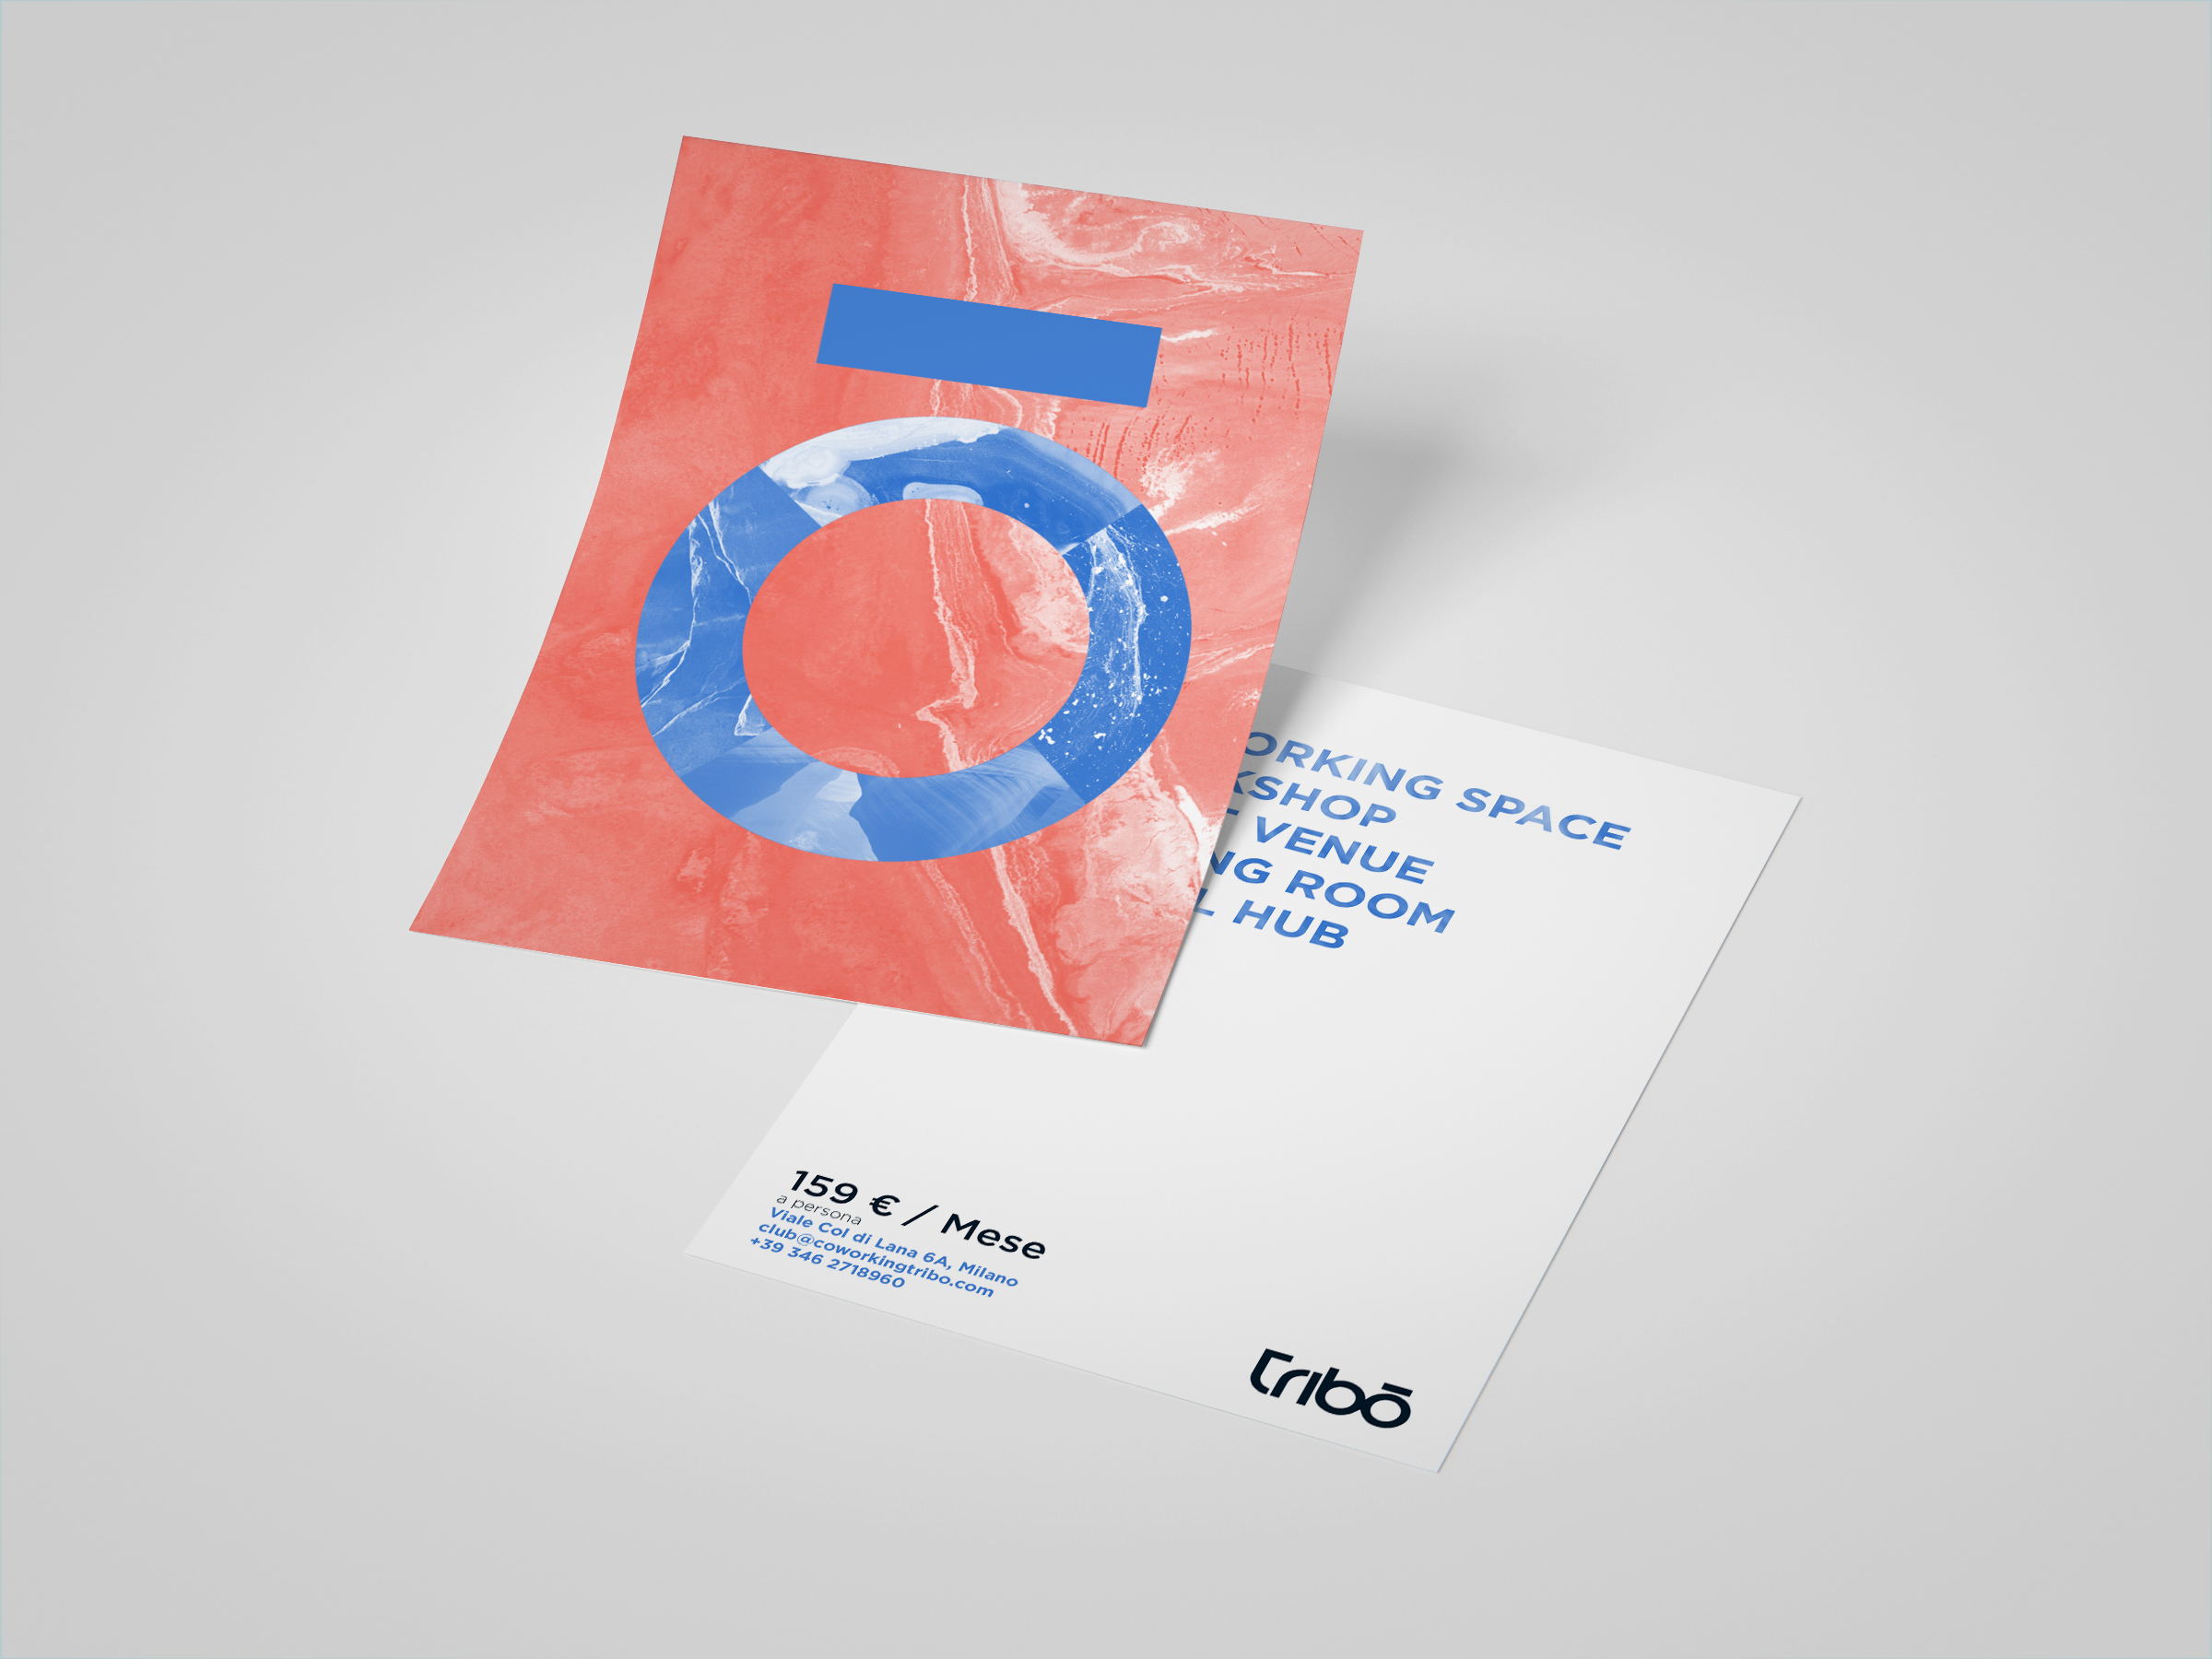 ō
ORKING SPACE
KSHOP
VENUE
NG ROOM
L HUB
159 € / Mese
a persona
Viale Col di Lana 6A, Milano
club@coworkingtribo.com
+39 346 2718960
tribō